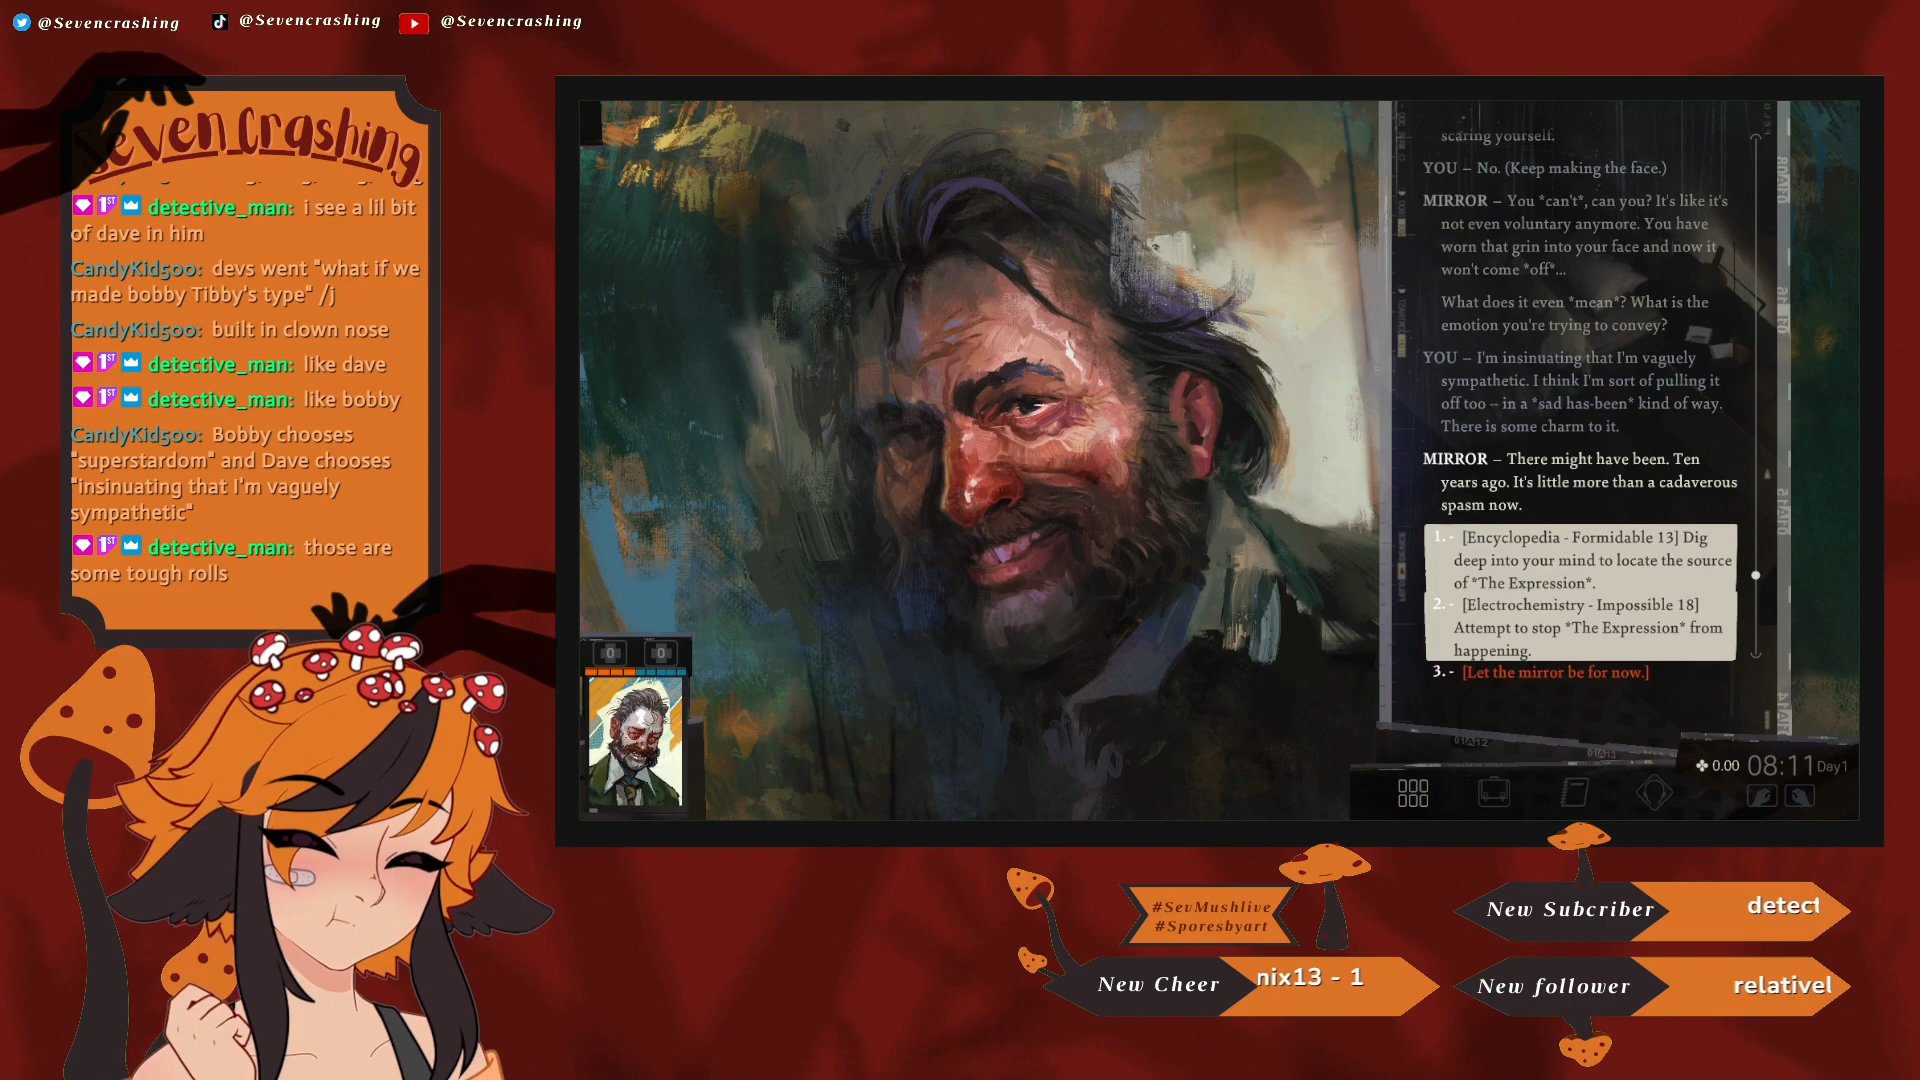 @Sevencrashing @Sevencrashing @Sevencrashing
Seven Crashing
detective_man: i see a lil bit
of dave in him
CandyKid500: devs went "what if we
made bobby Tibby's type" /j
CandyKid500: built in clown nose
detective_man: like dave
detective_man: like bobby
CandyKid500: Bobby chooses
"superstardom" and Dave chooses
"insinuating that I'm vaguely
sympathetic"
detective_man: those are
some tough rolls
scaring yourself.
YOU – No. (Keep making the face.)
MIRROR – You *can't*, can you? It's like it's
not even voluntary anymore. You have
worn that grin into your face and now it
won't come *off*...
What does it even *mean*? What is the
emotion you're trying to convey?
YOU – I'm insinuating that I'm vaguely
sympathetic. I think I'm sort of pulling it
off too – in a *sad has-been* kind of way.
There is some charm to it.
MIRROR – There might have been. Ten
years ago. It's little more than a cadaverous
spasm now.
1. - [Encyclopedia - Formidable 13] Dig
deep into your mind to locate the source
of *The Expression*.
2. - [Electrochemistry - Impossible 18]
Attempt to stop *The Expression* from
happening.
3. - [Let the mirror be for now.]
0 0
0.00 08:11 Day1
#SevMushlive
#Sporesbyart
New Subcriber detect
New Cheer nix13 - 1
New follower relativel